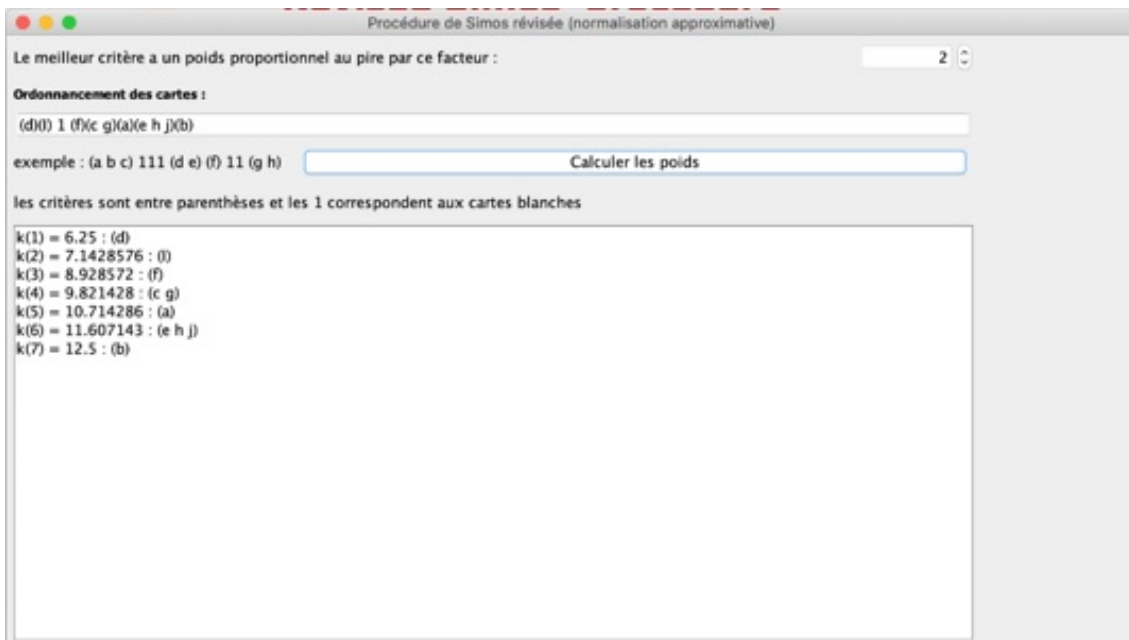 Procédure de Simos révisée (normalisation approximative)
Le meilleur critère a un poids proportionnel au pire par ce facteur :
2
Ordonnancement des cartes :
(d)(l) 1 (f)(c g)(a)(e h j)(b)
exemple : (a b c) 111 (d e) (f) 11 (g h)
Calculer les poids
les critères sont entre parenthèses et les 1 correspondent aux cartes blanches
k(1) = 6.25 : (d)
k(2) = 7.1428576 : (l)
k(3) = 8.928572 : (f)
k(4) = 9.821428 : (c g)
k(5) = 10.714286 : (a)
k(6) = 11.607143 : (e h j)
k(7) = 12.5 : (b)